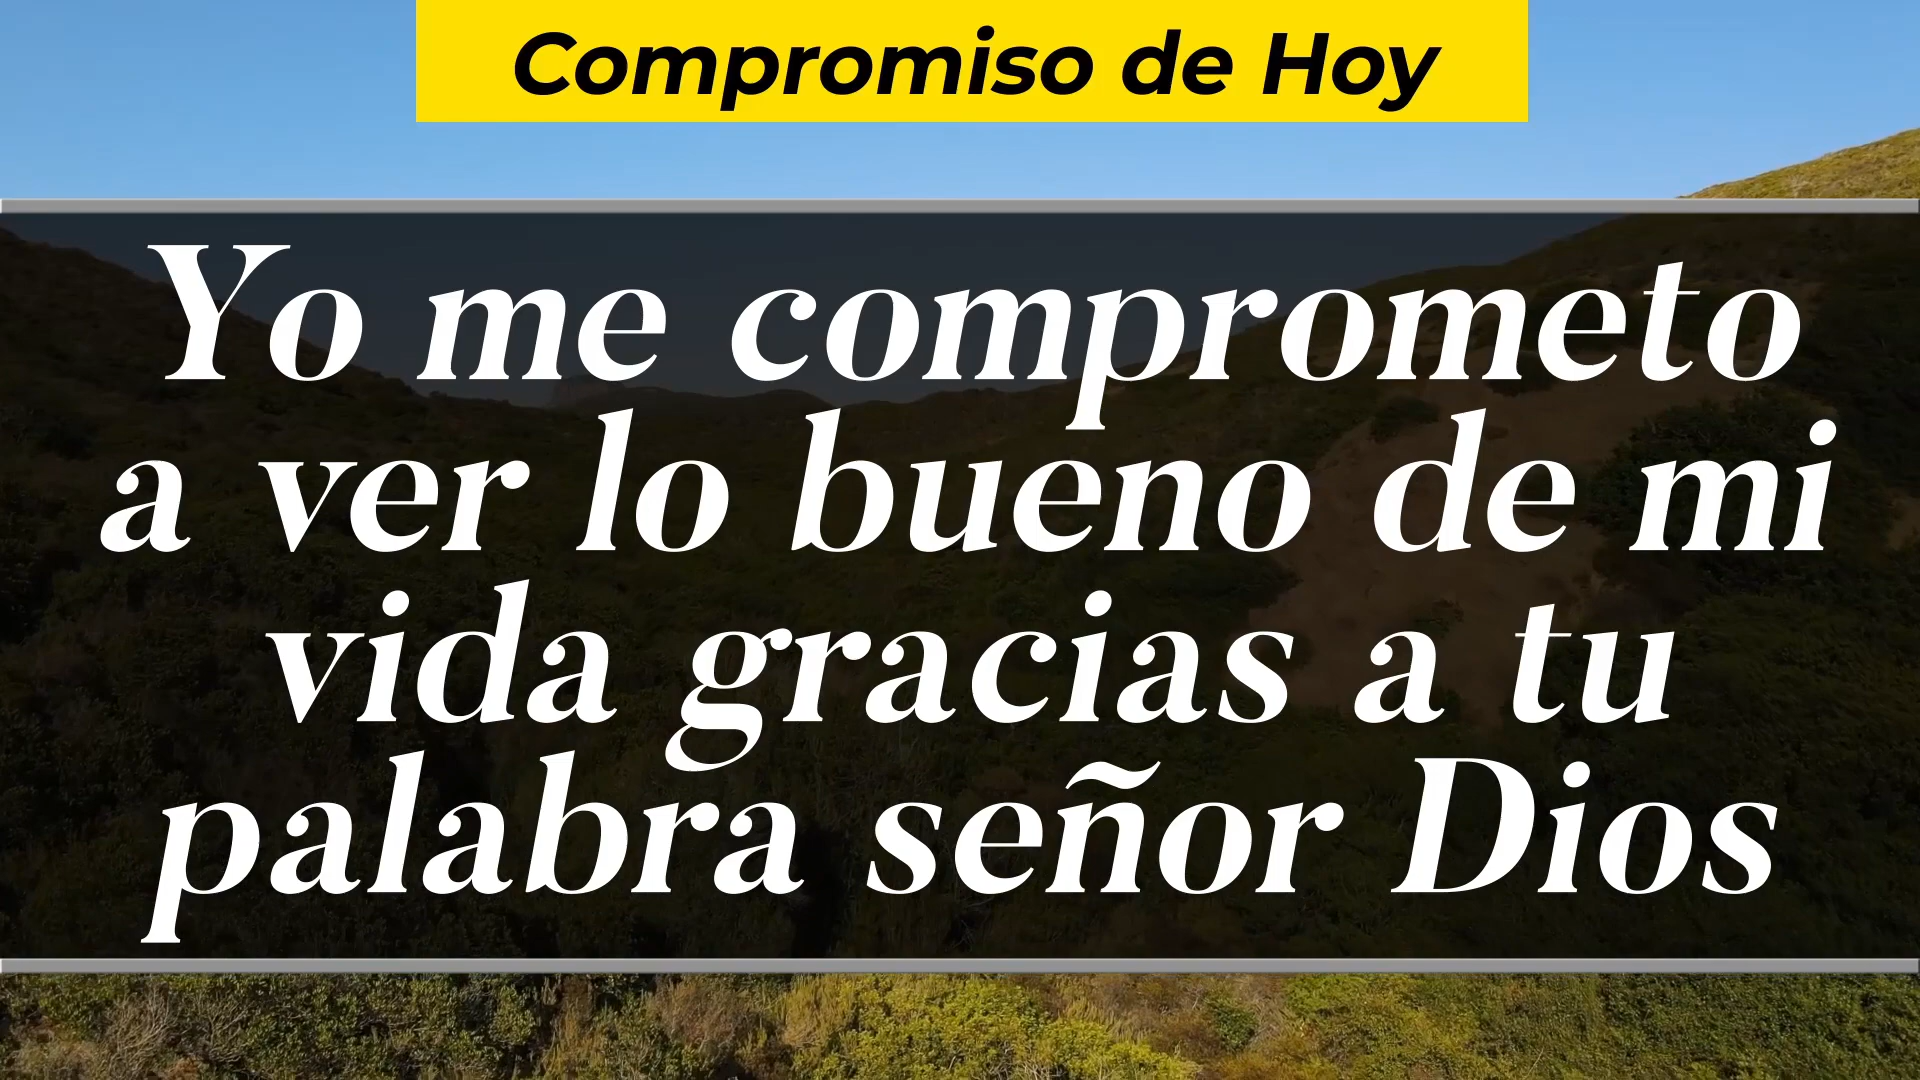 Compromiso de Hoy
Yo me comprometo
a ver lo bueno de mi
vida gracias a tu
palabra señor Dios